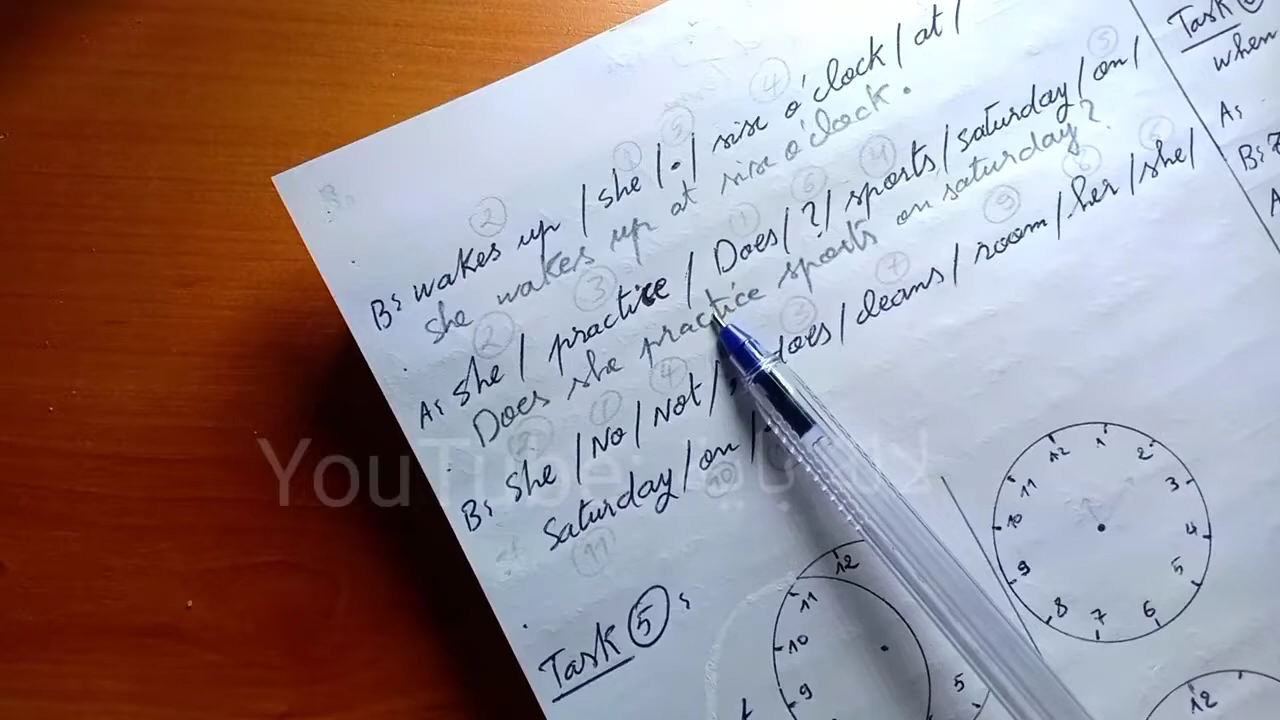 B: wakes up / she / . / sise o'clock / at /
She wakes up at sise o'clock.
A: she / practice / Does / ? / sports / saturday / on /
Does she practice sports on saturday?
B: she / No / Not / does / cleans / room / her / she /
Saturday / on /
Task 5:
12 1 2 3 4 5 6 7 8 9 10 11
12 11 10 9 5
12
Task
when
A:
B:
A
YouTube